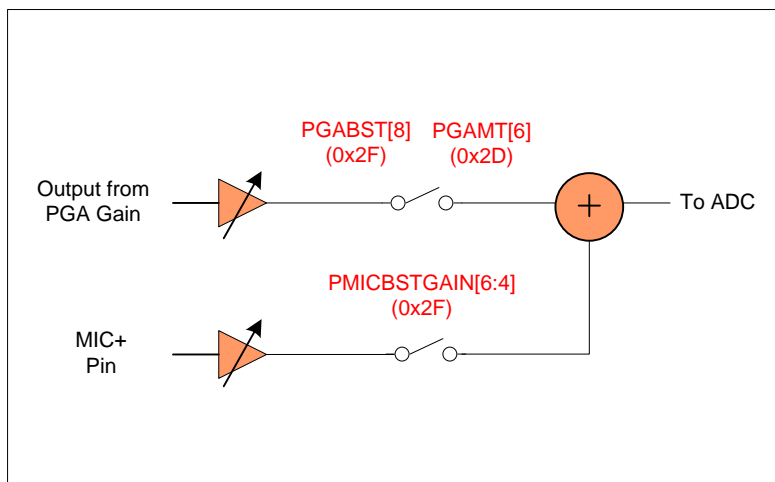 PGABST[8]
(0x2F)
PGAMT[6]
(0x2D)
Output from
PGA Gain
+
To ADC
PMICBSTGAIN[6:4]
(0x2F)
MIC+
Pin